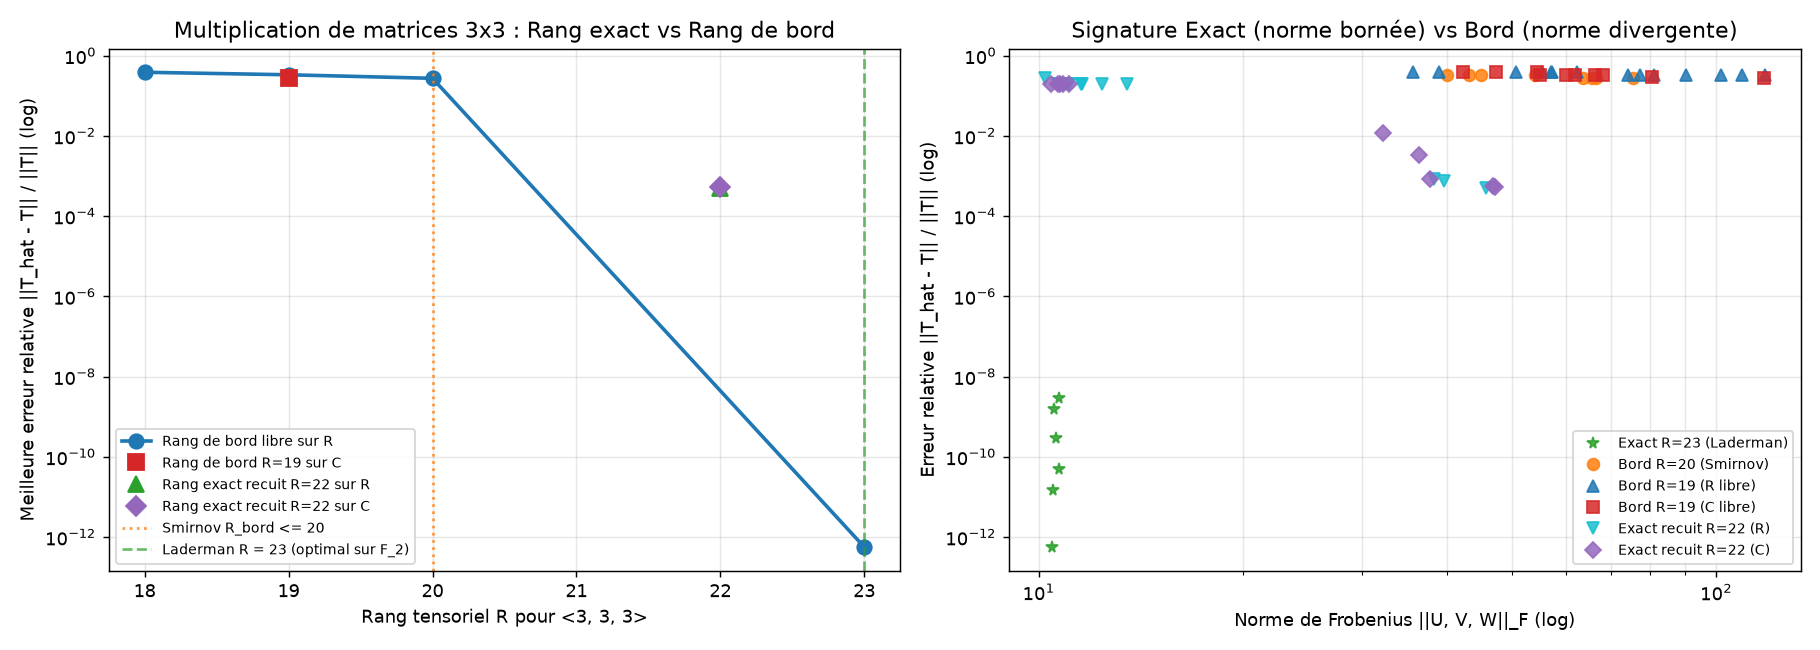 Multiplication de matrices 3x3 : Rang exact vs Rang de bord
Meilleure erreur relative ||T_hat - T|| / ||T|| (log)
10^0
10^-2
10^-4
10^-6
10^-8
10^-10
10^-12
Rang de bord libre sur R
Rang de bord R=19 sur C
Rang exact recuit R=22 sur R
Rang exact recuit R=22 sur C
Smirnov R_bord <= 20
Laderman R = 23 (optimal sur F_2)
18 19 20 21 22 23
Rang tensoriel R pour <3, 3, 3>
Signature Exact (norme bornée) vs Bord (norme divergente)
Erreur relative ||T_hat - T|| / ||T|| (log)
10^0
10^-2
10^-4
10^-6
10^-8
10^-10
10^-12
Exact R=23 (Laderman)
Bord R=20 (Smirnov)
Bord R=19 (R libre)
Bord R=19 (C libre)
Exact recuit R=22 (R)
Exact recuit R=22 (C)
10^1 10^2
Norme de Frobenius ||U, V, W||_F (log)